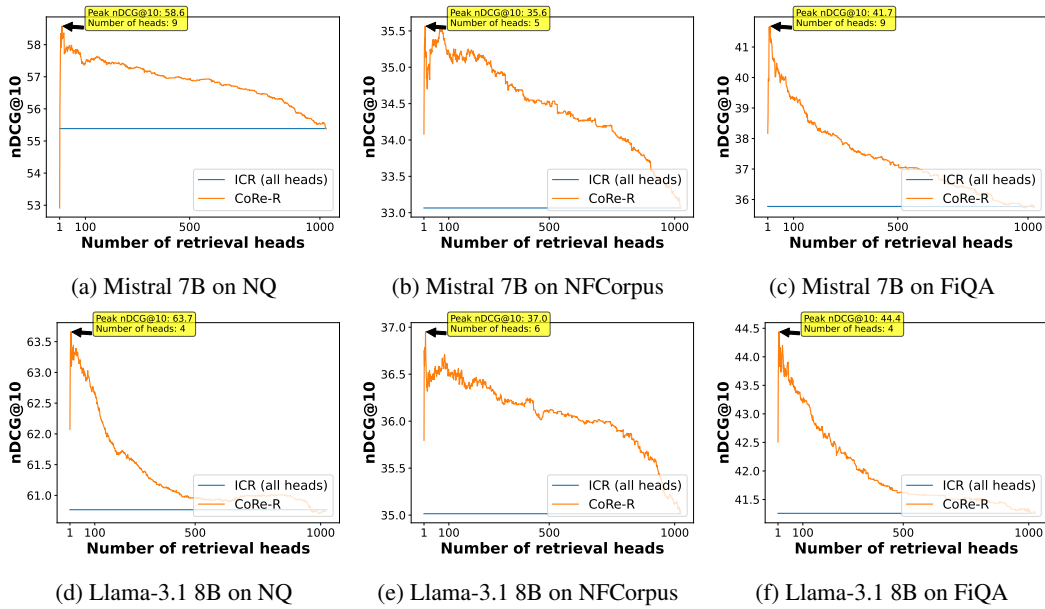 Peak nDCG@10: 58.6
Number of heads: 9
58
57
56
55
54
53
nDCG@10
ICR (all heads)
CoRe-R
1 100 500 1000
Number of retrieval heads
(a) Mistral 7B on NQ
Peak nDCG@10: 35.6
Number of heads: 5
35.5
35.0
34.5
34.0
33.5
33.0
nDCG@10
ICR (all heads)
CoRe-R
1 100 500 1000
Number of retrieval heads
(b) Mistral 7B on NFCorpus
Peak nDCG@10: 41.7
Number of heads: 9
41
40
39
38
37
36
nDCG@10
ICR (all heads)
CoRe-R
1 100 500 1000
Number of retrieval heads
(c) Mistral 7B on FiQA
Peak nDCG@10: 63.7
Number of heads: 4
63.5
63.0
62.5
62.0
61.5
61.0
nDCG@10
ICR (all heads)
CoRe-R
1 100 500 1000
Number of retrieval heads
(d) Llama-3.1 8B on NQ
Peak nDCG@10: 37.0
Number of heads: 6
37.0
36.5
36.0
35.5
35.0
nDCG@10
ICR (all heads)
CoRe-R
1 100 500 1000
Number of retrieval heads
(e) Llama-3.1 8B on NFCorpus
Peak nDCG@10: 44.4
Number of heads: 4
44.5
44.0
43.5
43.0
42.5
42.0
41.5
nDCG@10
ICR (all heads)
CoRe-R
1 100 500 1000
Number of retrieval heads
(f) Llama-3.1 8B on FiQA